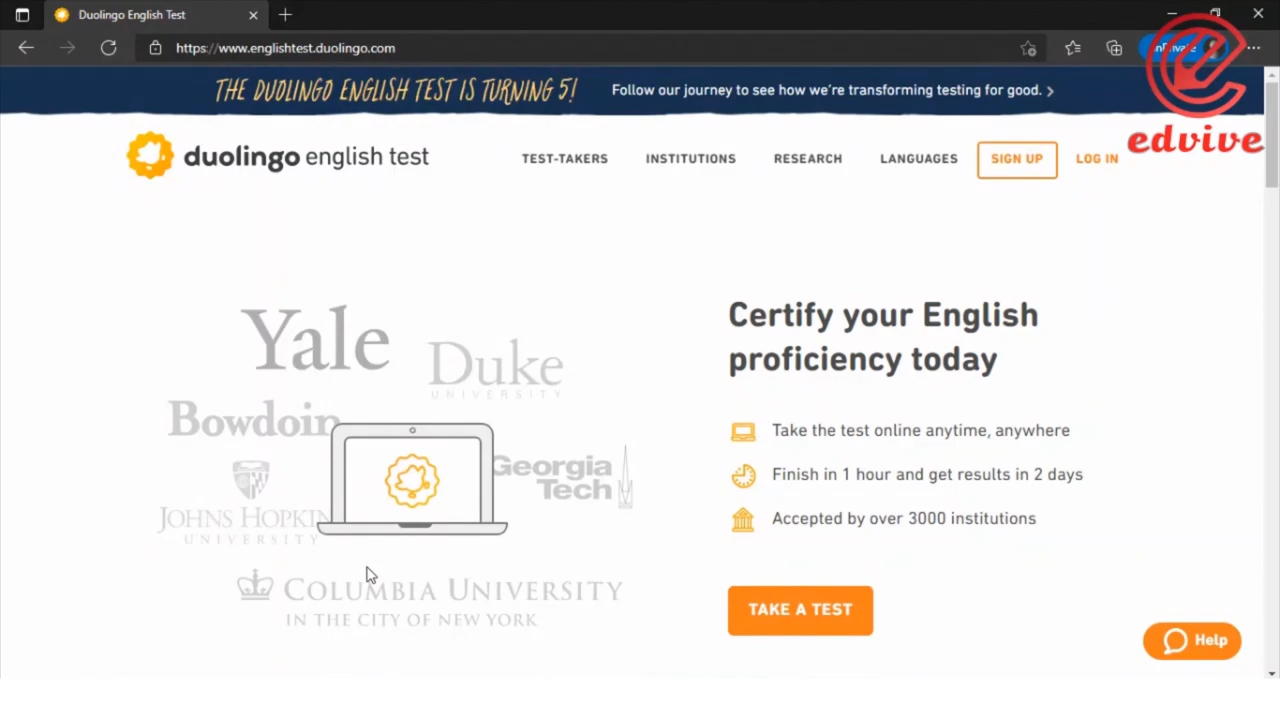 Duolingo English Test
https://www.englishtest.duolingo.com
THE DUOLINGO ENGLISH TEST IS TURNING 5!
Follow our journey to see how we're transforming testing for good.
edvive
duolingo english test
TEST-TAKERS
INSTITUTIONS
RESEARCH
LANGUAGES
SIGN UP
LOG IN
Yale
Duke
UNIVERSITY
Bowdoin
Georgia
Tech
JOHNS HOPKIN
UNIVERSITY
COLUMBIA UNIVERSITY
IN THE CITY OF NEW YORK
Certify your English
proficiency today
Take the test online anytime, anywhere
Finish in 1 hour and get results in 2 days
Accepted by over 3000 institutions
TAKE A TEST
Help